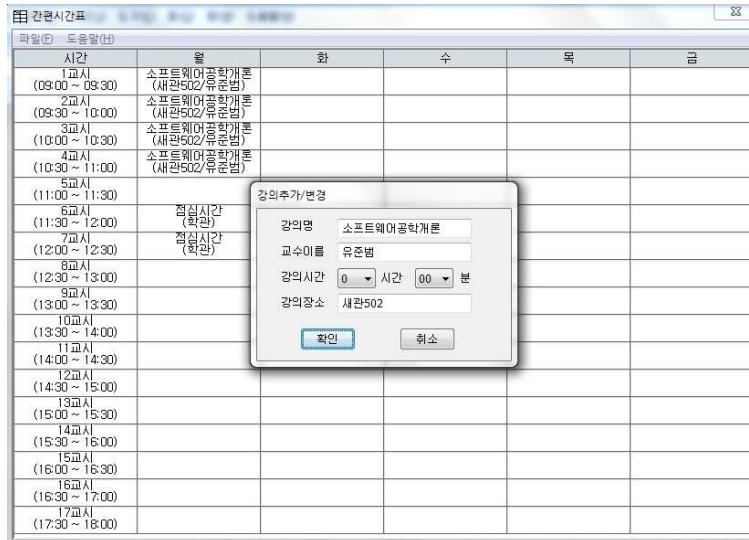 간편시간표
파일(F) 도움말(H)
시간 월 화 수 목 금
1교시
(09:00 ~ 09:30)
소프트웨어공학개론
(새관502/유준범)
2교시
(09:30 ~ 10:00)
소프트웨어공학개론
(새관502/유준범)
3교시
(10:00 ~ 10:30)
소프트웨어공학개론
(새관502/유준범)
4교시
(10:30 ~ 11:00)
소프트웨어공학개론
(새관502/유준범)
5교시
(11:00 ~ 11:30)
6교시
(11:30 ~ 12:00)
점심시간
(학관)
7교시
(12:00 ~ 12:30)
점심시간
(학관)
8교시
(12:30 ~ 13:00)
9교시
(13:00 ~ 13:30)
10교시
(13:30 ~ 14:00)
11교시
(14:00 ~ 14:30)
12교시
(14:30 ~ 15:00)
13교시
(15:00 ~ 15:30)
14교시
(15:30 ~ 16:00)
15교시
(16:00 ~ 16:30)
16교시
(16:30 ~ 17:00)
17교시
(17:30 ~ 18:00)
강의추가/변경
강의명 소프트웨어공학개론
교수이름 유준범
강의시간 0 시간 00 분
강의장소 새관502
확인 취소